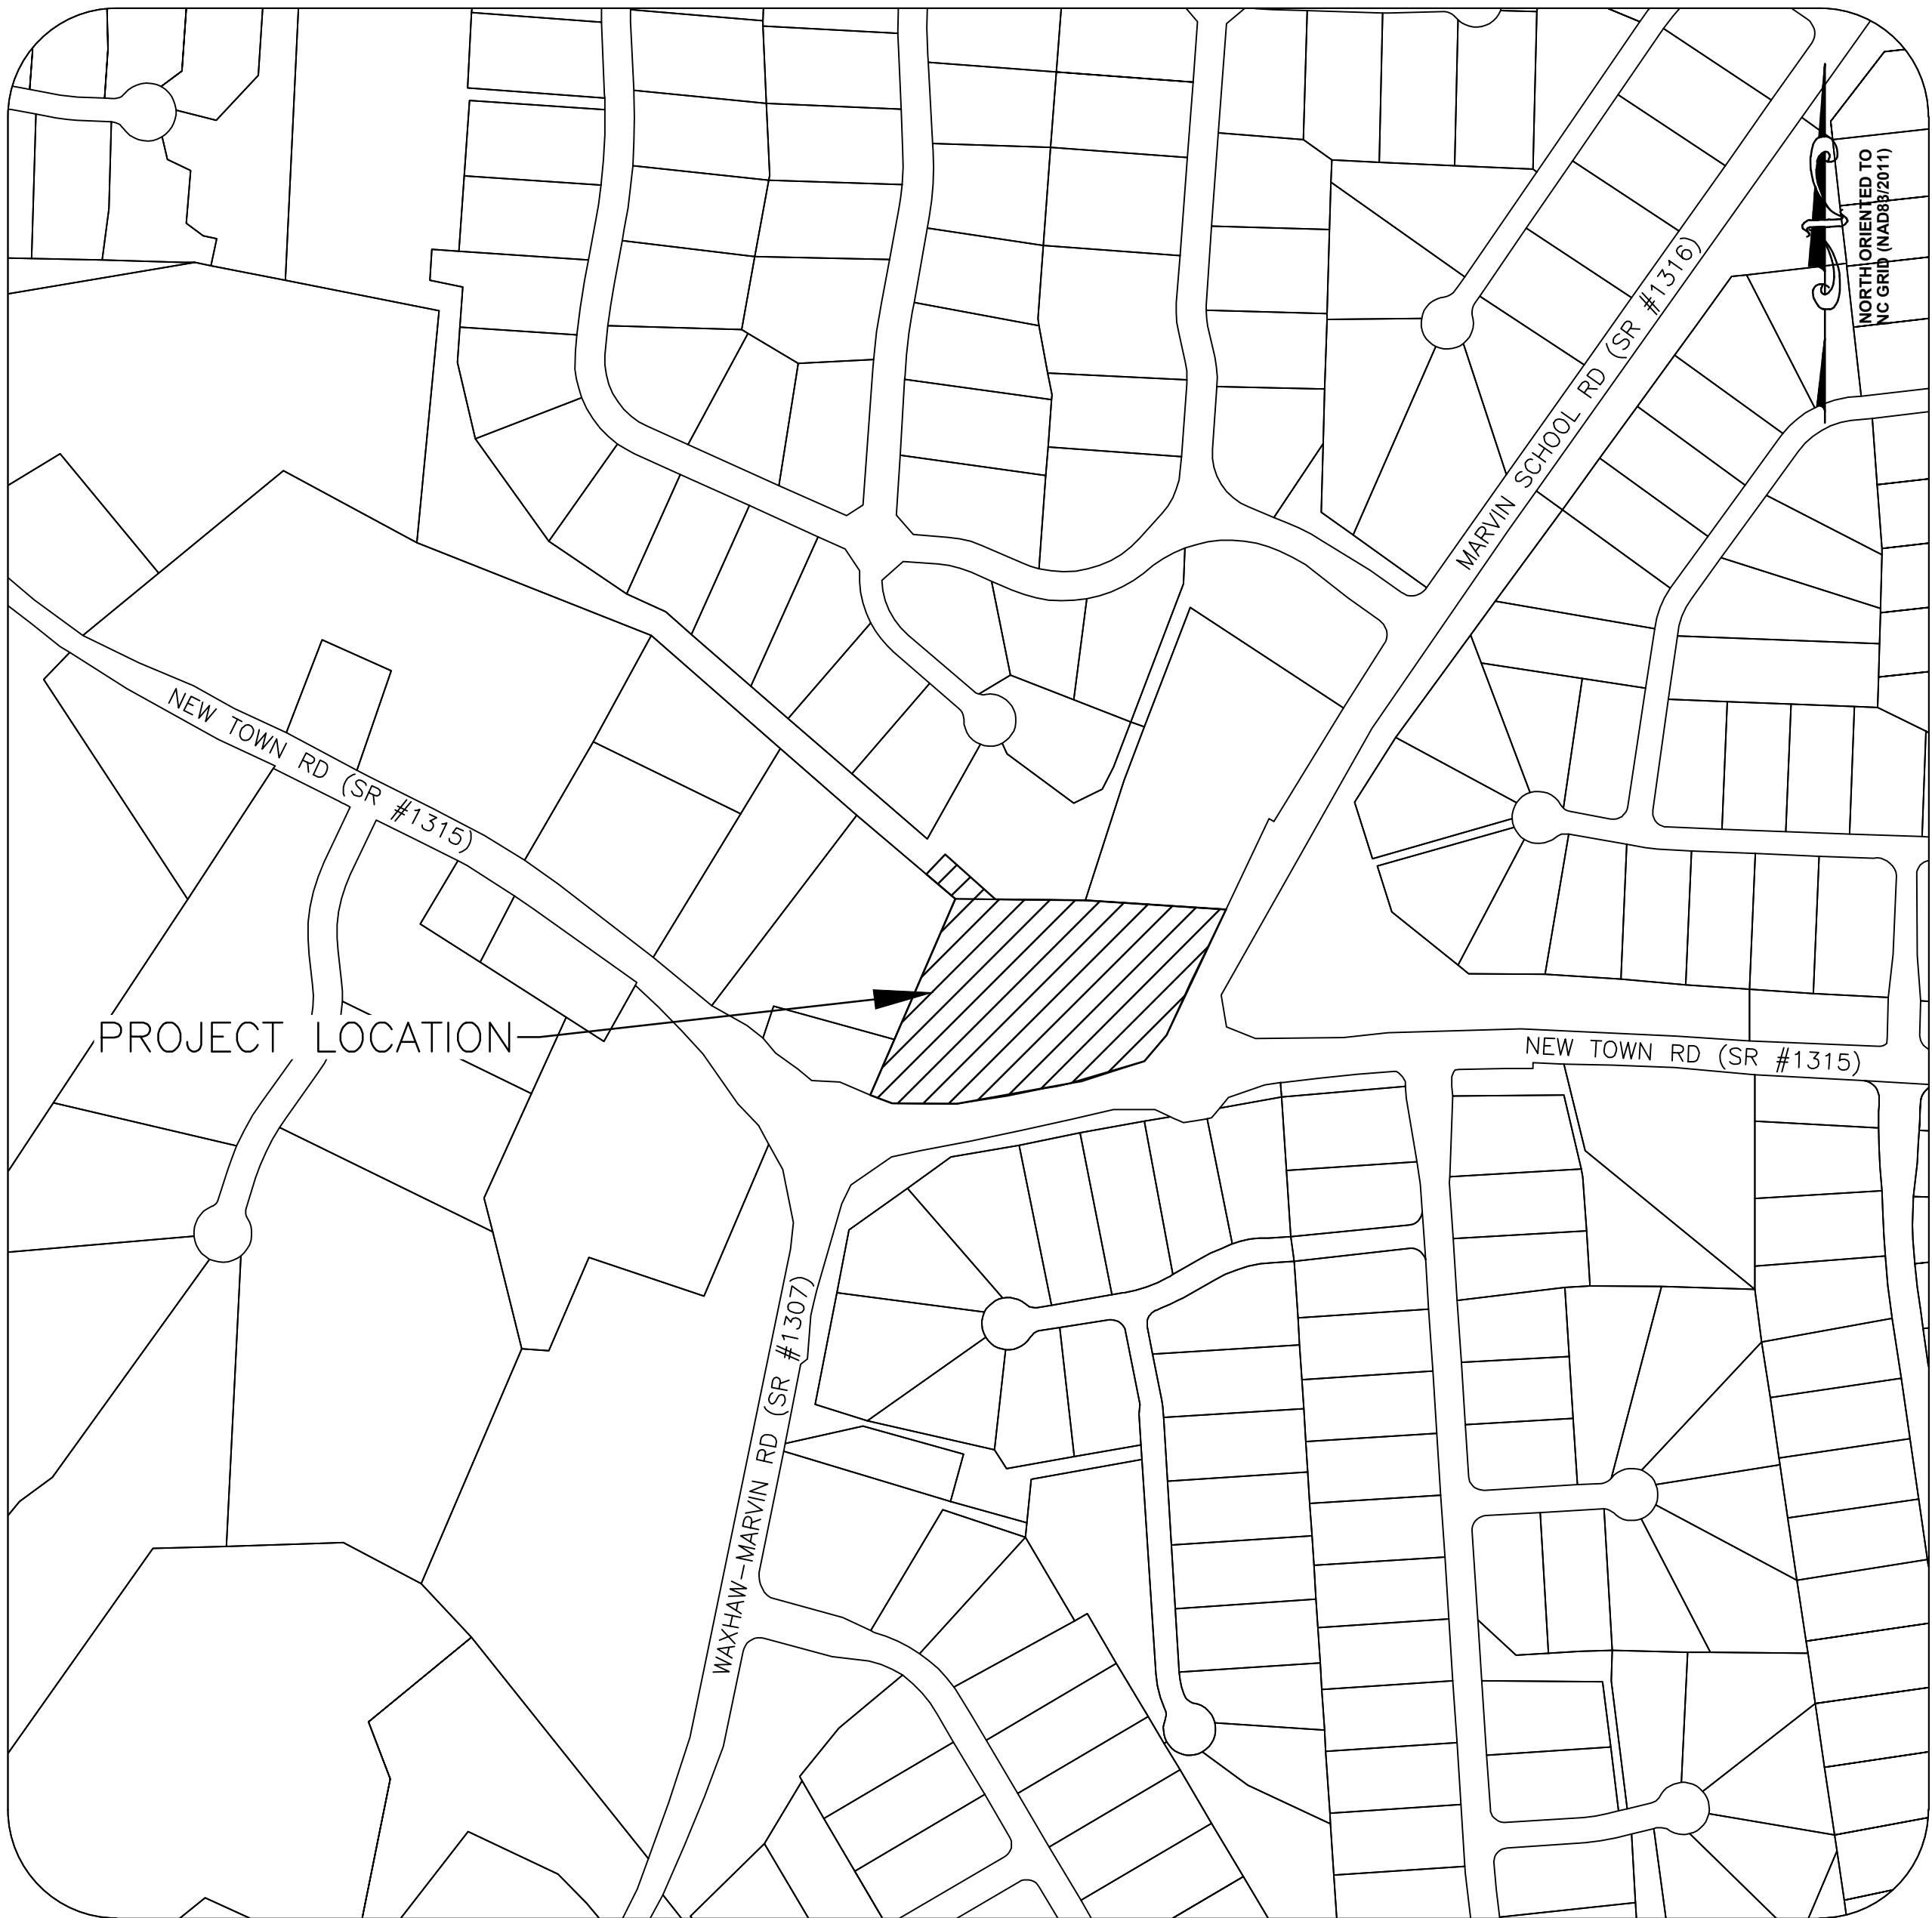 NORTH ORIENTED TO
NC GRID (NAD83/2011)
MARVIN SCHOOL RD (SR #1316)
NEW TOWN RD (SR #1315)
PROJECT LOCATION
NEW TOWN RD (SR #1315)
WAXHAW-MARVIN RD (SR #1307)